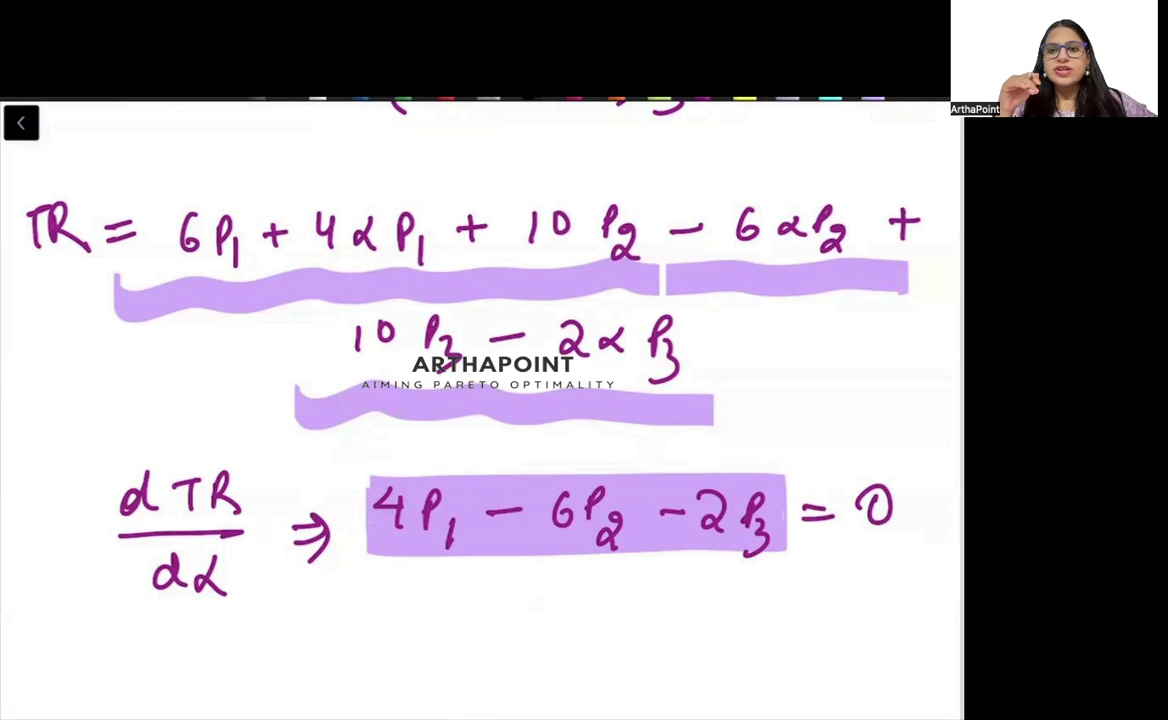 ArthaPoint
TR = 6P₁ + 4αP₁ + 10P₂ - 6αP₂ +
10P₃ - 2αP₃
ARTHAPOINT
AIMING PARETO OPTIMALITY
dTR/dα ⇒ 4P₁ - 6P₂ - 2P₃ = 0